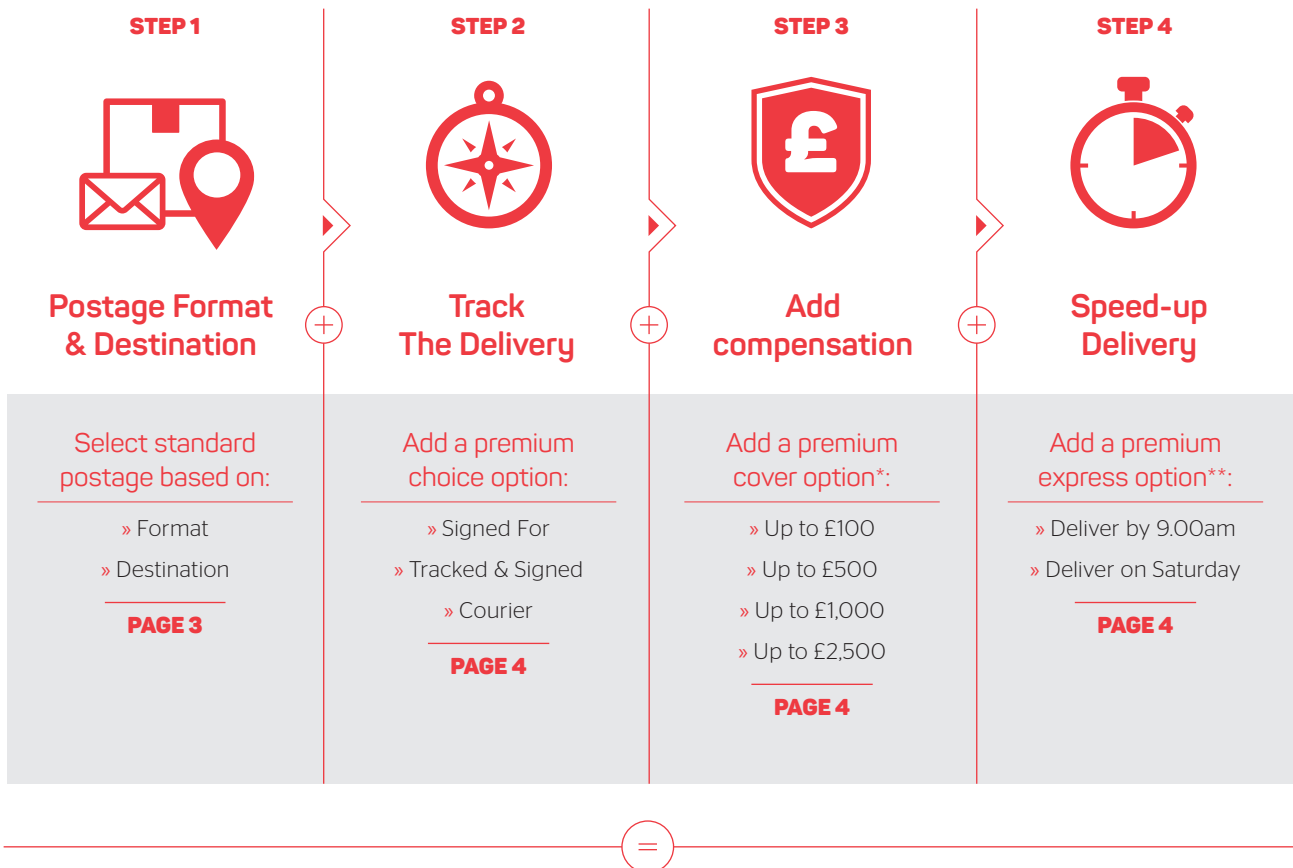 STEP 1
Postage Format
& Destination
Select standard
postage based on:
» Format
» Destination
PAGE 3
STEP 2
Track
The Delivery
Add a premium
choice option:
» Signed For
» Tracked & Signed
» Courier
PAGE 4
STEP 3
£
Add
compensation
Add a premium
cover option*:
» Up to £100
» Up to £500
» Up to £1,000
» Up to £2,500
PAGE 4
STEP 4
Speed-up
Delivery
Add a premium
express option**:
» Deliver by 9.00am
» Deliver on Saturday
PAGE 4